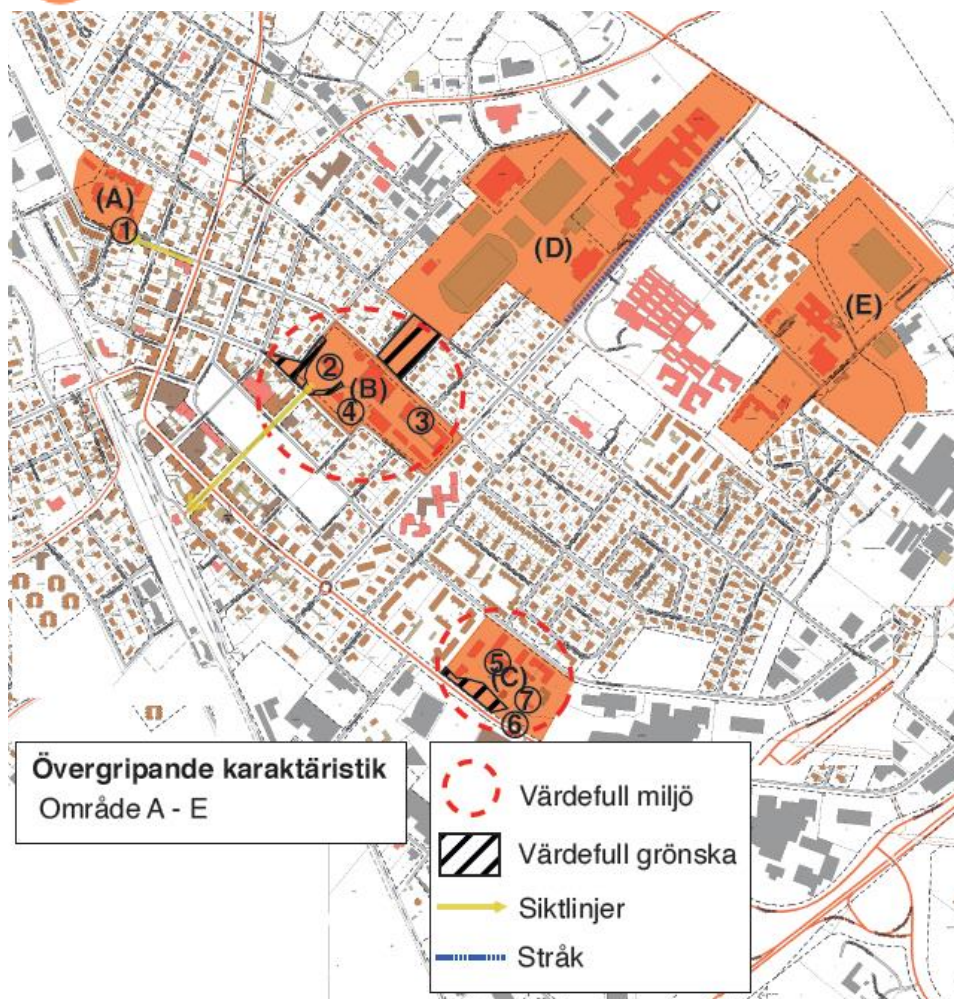 (A)
①
(D)
(E)
②
(B)
④
③
⑤
(C)
⑦
⑥
Övergripande karaktäristik
Område A - E
Värdefull miljö
Värdefull grönska
Siktlinjer
Stråk